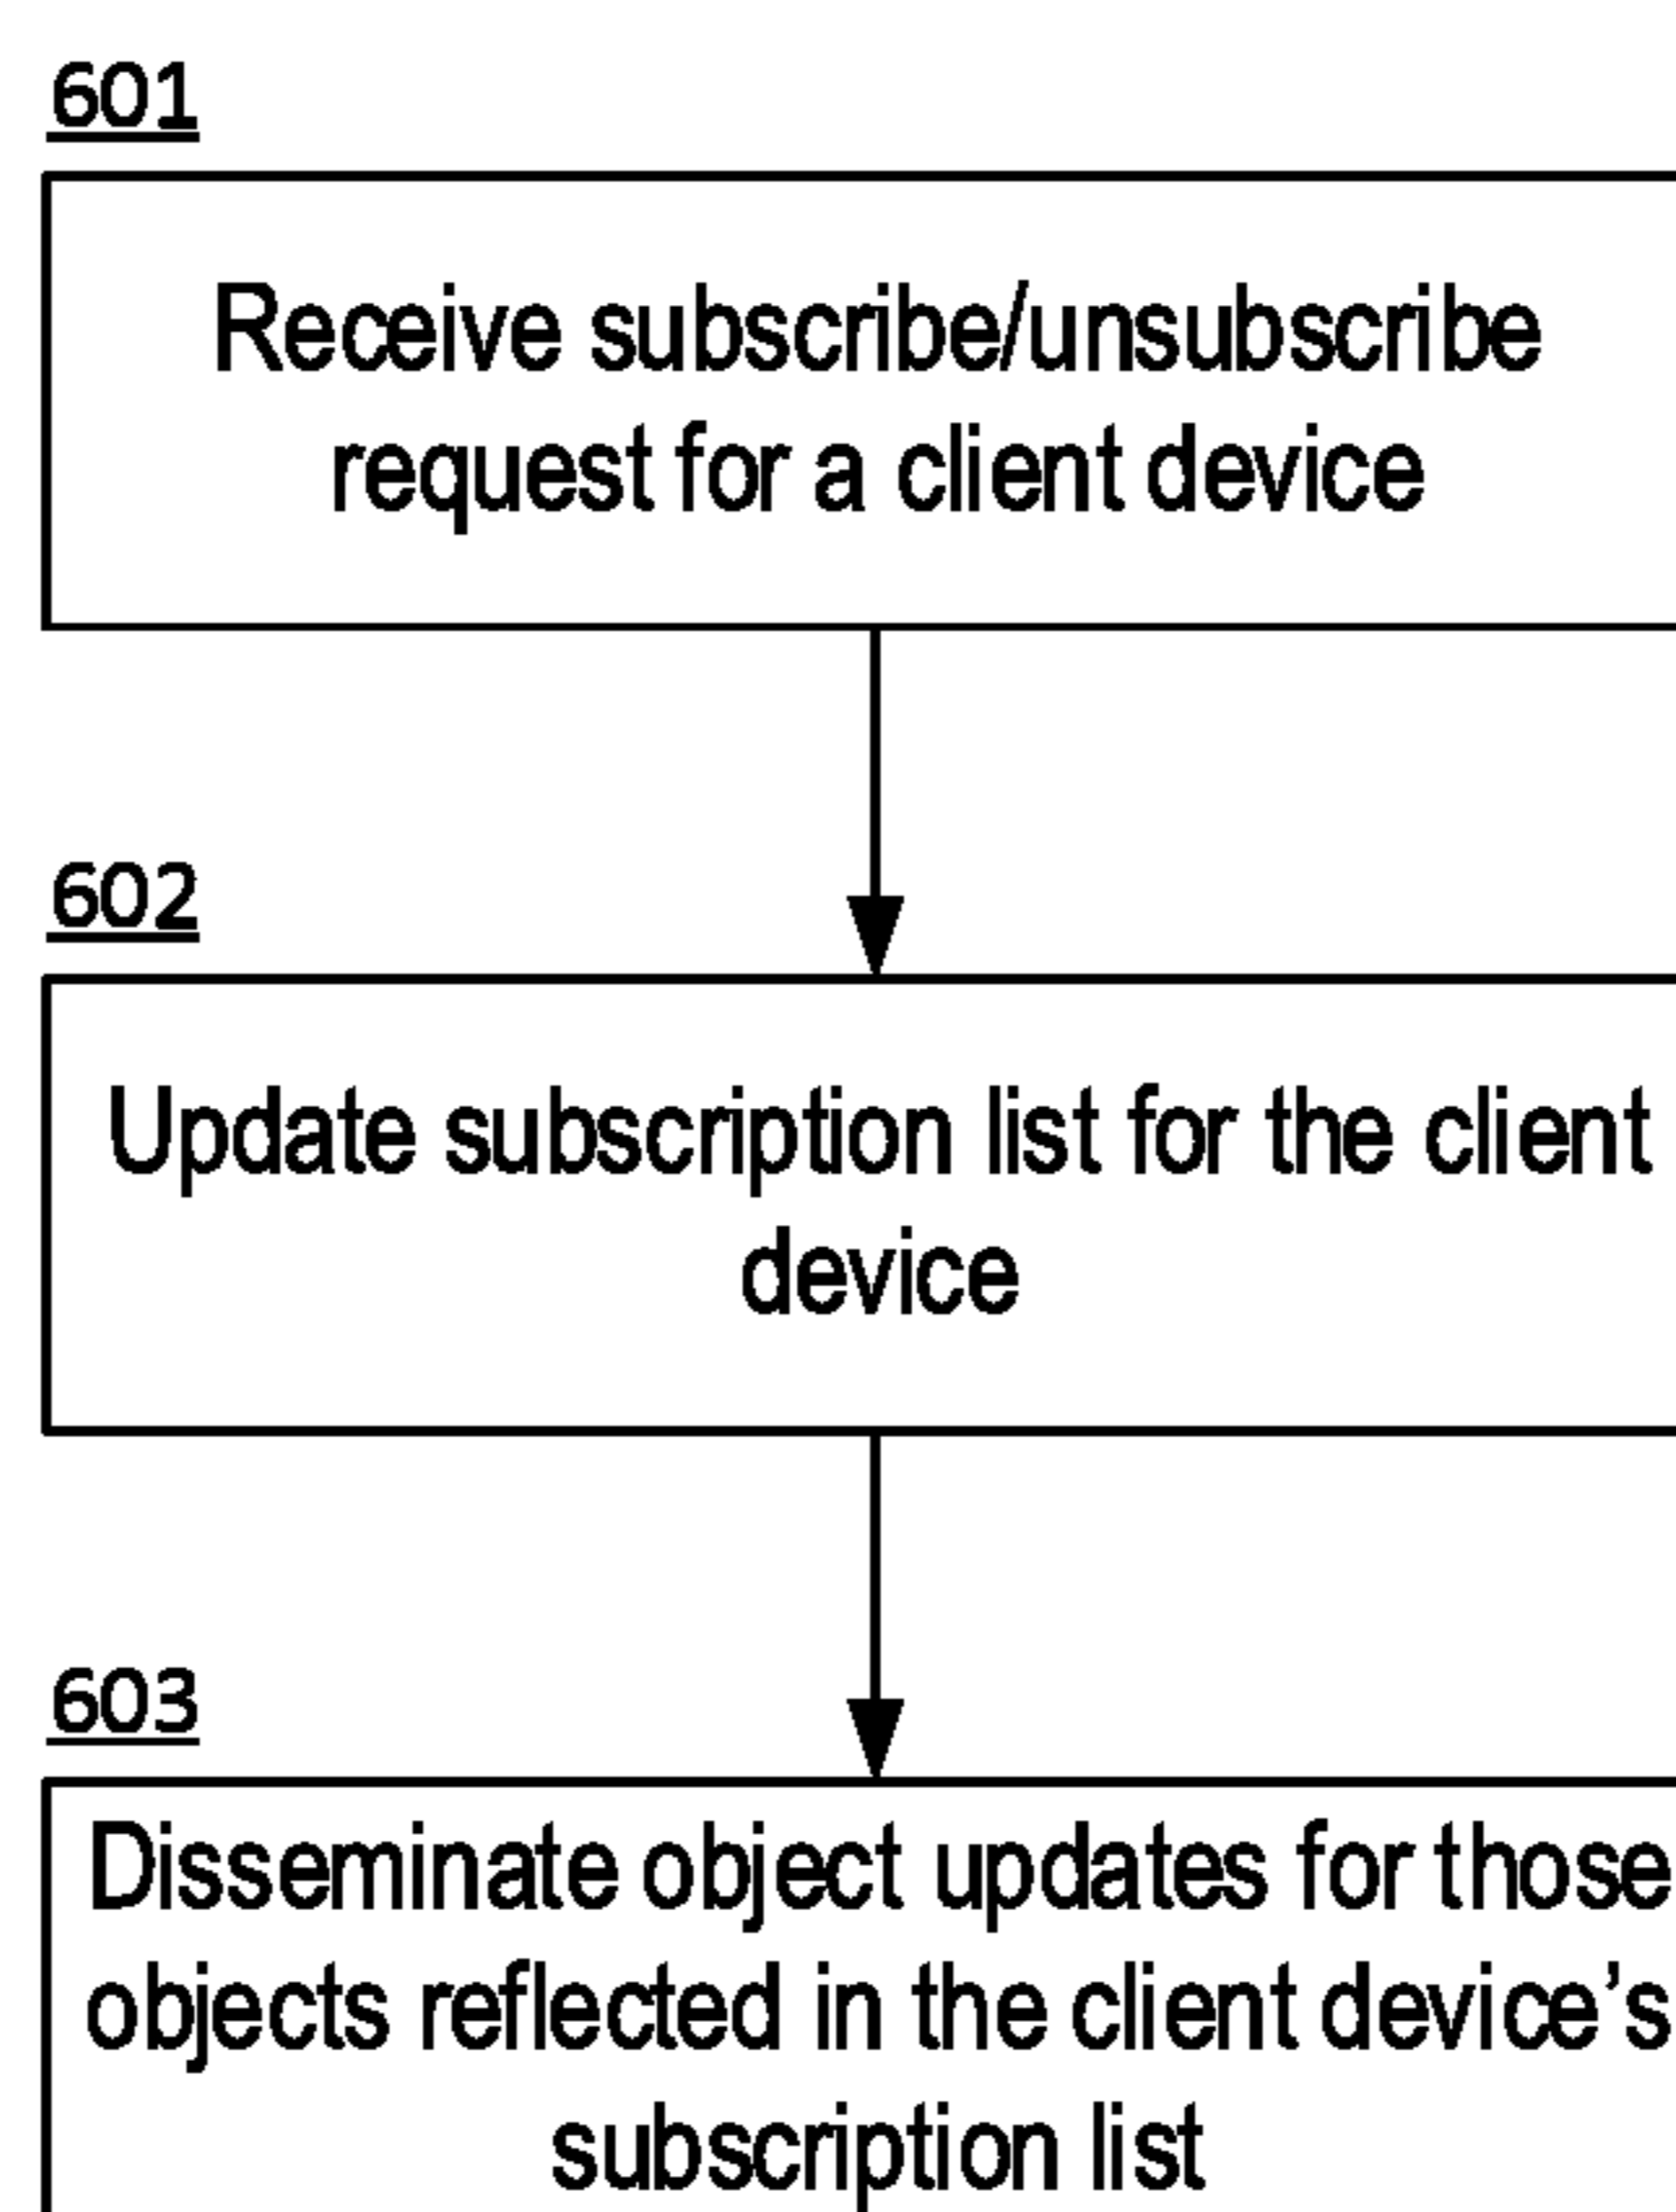 601
Receive subscribe/unsubscribe
request for a client device
602
Update subscription list for the client
device
603
Disseminate object updates for those
objects reflected in the client device’s
subscription list